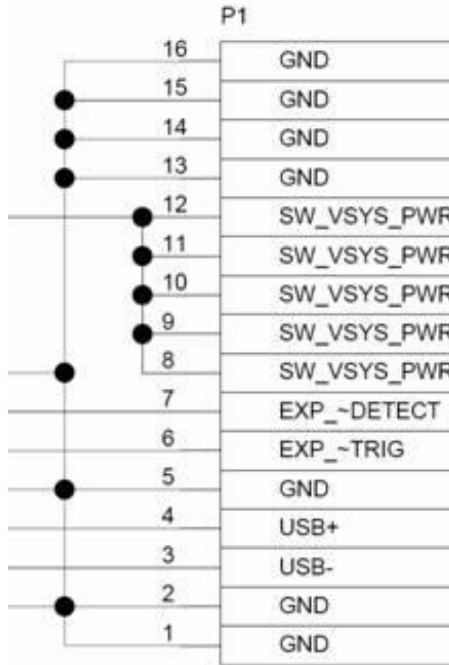 P1
16 GND
15 GND
14 GND
13 GND
12 SW_VSYS_PWR
11 SW_VSYS_PWR
10 SW_VSYS_PWR
9 SW_VSYS_PWR
8 SW_VSYS_PWR
7 EXP_~DETECT
6 EXP_~TRIG
5 GND
4 USB+
3 USB-
2 GND
1 GND